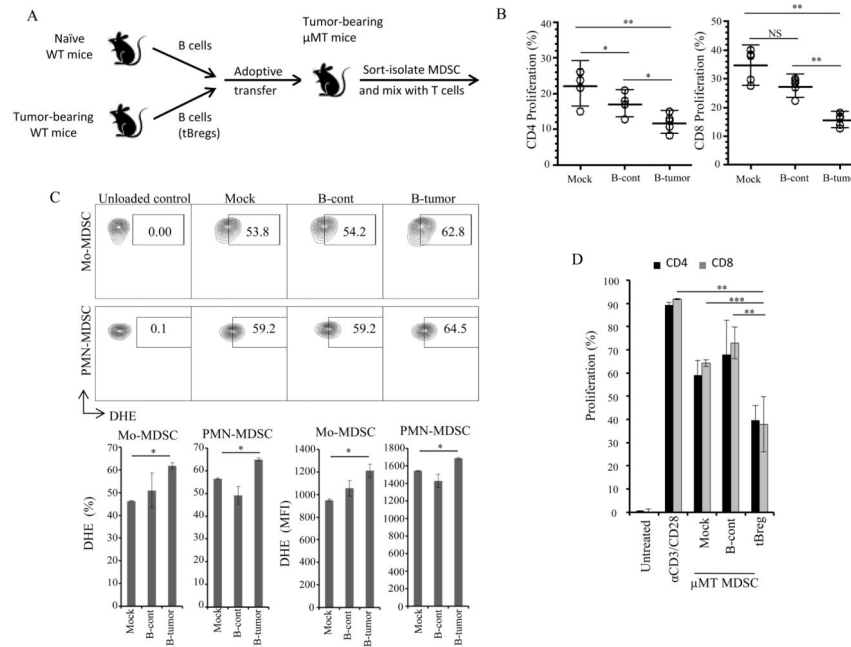 A
Naïve
WT mice
B cells
Tumor-bearing
WT mice
B cells
(tBregs)
Adoptive
transfer
Tumor-bearing
μMT mice
Sort-isolate MDSC
and mix with T cells
B
CD4 Proliferation (%)
40
30
20
10
0
**
*
*
Mock
B-cont
B-tumor
CD8 Proliferation (%)
50
40
30
20
10
0
**
NS
**
Mock
B-cont
B-tumo
C
Unloaded control
Mock
B-cont
B-tumor
Mo-MDSC
0.00
53.8
54.2
62.8
PMN-MDSC
0.1
59.2
59.2
64.5
DHE
Mo-MDSC
DHE (%)
70
60
50
40
30
20
10
0
*
Mock
B-cont
B-tumor
PMN-MDSC
70
60
50
40
30
20
10
0
*
Mock
B-cont
B-tumor
Mo-MDSC
DHE (MFI)
1400
1200
1000
800
600
400
200
0
*
Mock
B-cont
B-tumor
PMN-MDSC
1800
1600
1400
1200
1000
800
600
400
200
0
*
Mock
B-cont
B-tumor
D
CD4
CD8
Proliferation (%)
100
90
80
70
60
50
40
30
20
10
0
**
***
**
Untreated
αCD3/CD28
Mock
B-cont
tBreg
μMT MDSC